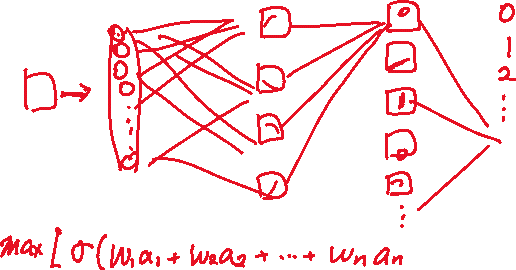 0
1
2
⋮
max [ σ(w₁a₁ + w₂a₂ + ⋯ + wₙaₙ